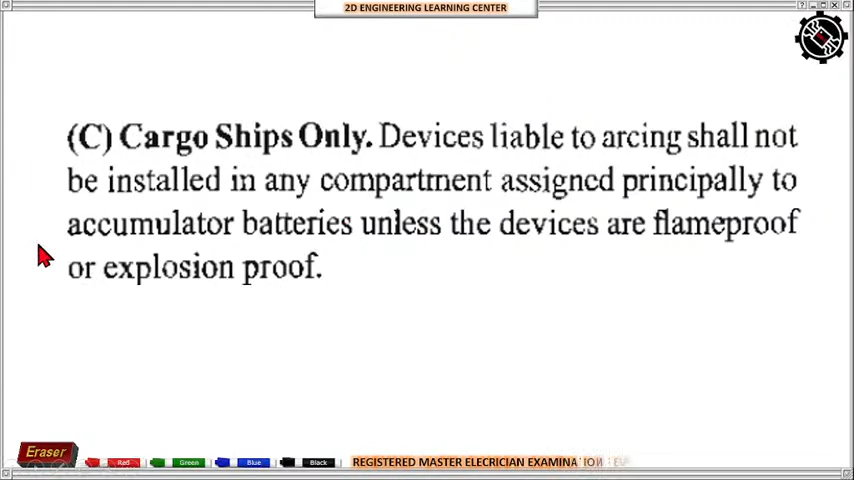 2D ENGINEERING LEARNING CENTER
(C) Cargo Ships Only. Devices liable to arcing shall not
be installed in any compartment assigned principally to
accumulator batteries unless the devices are flameproof
or explosion proof.
Eraser
Red Green Blue Black
REGISTERED MASTER ELECRICIAN EXAMINATION